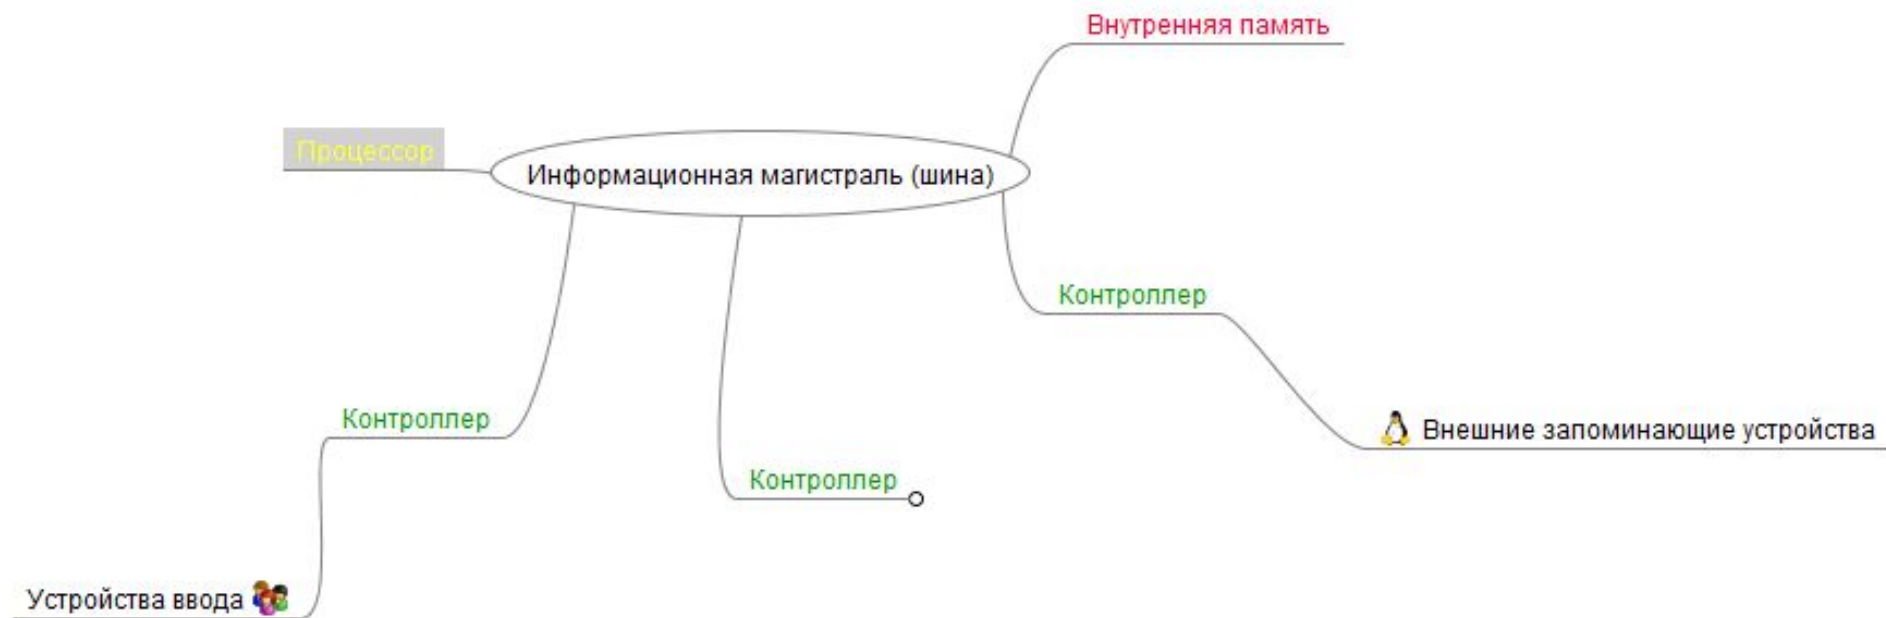 Внутренняя память
Процессор
Информационная магистраль (шина)
Контроллер
Контроллер
Внешние запоминающие устройства
Контроллер
Устройства ввода